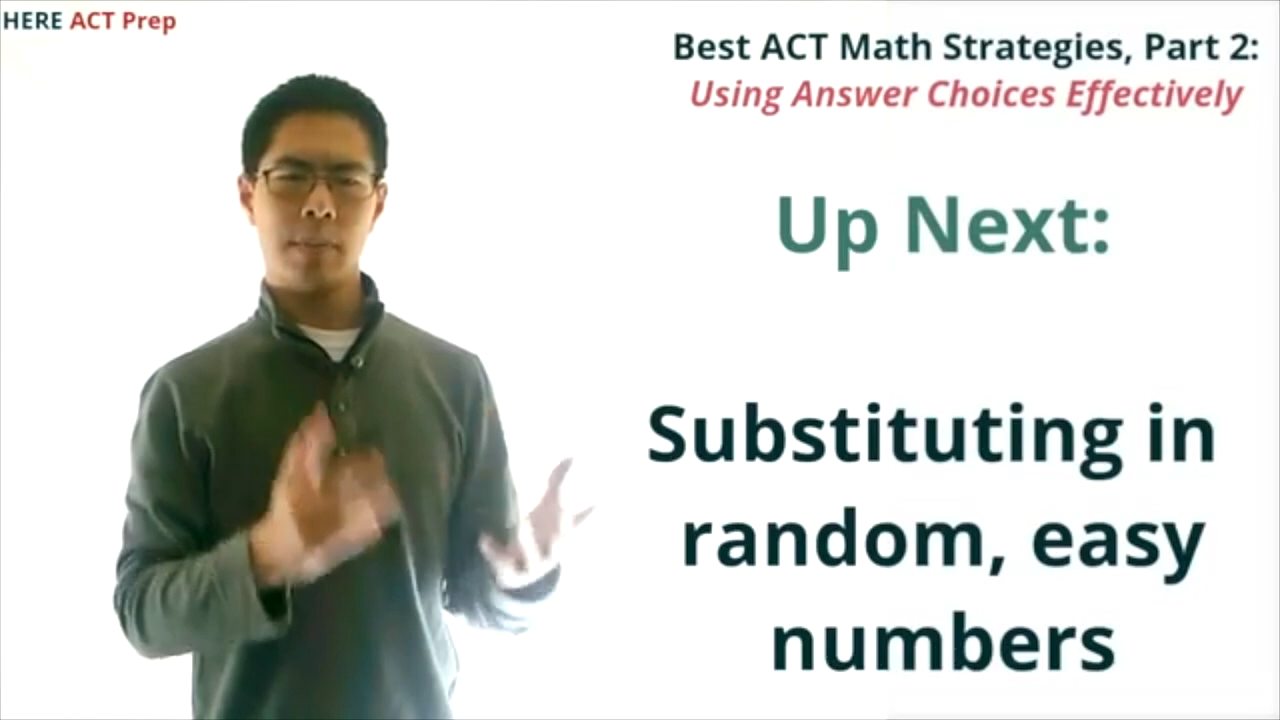 HERE ACT Prep
Best ACT Math Strategies, Part 2:
Using Answer Choices Effectively
Up Next:
Substituting in
random, easy
numbers